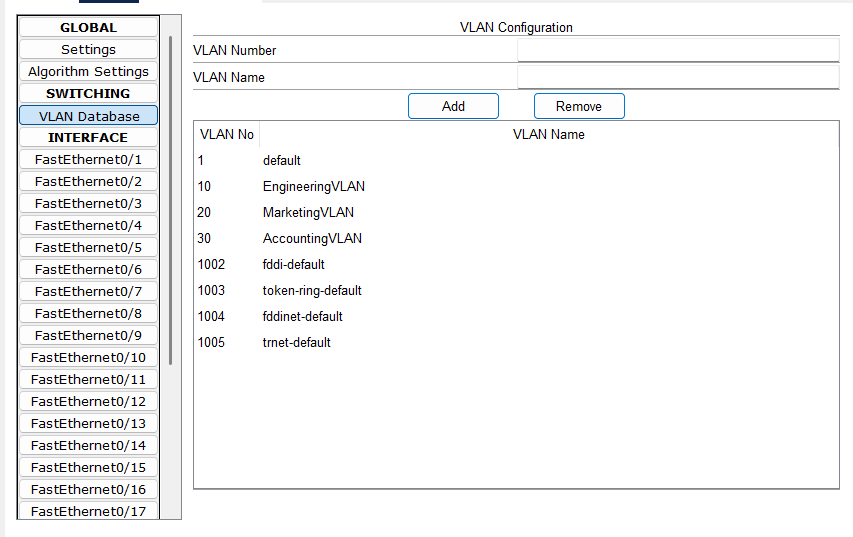 GLOBAL
Settings
Algorithm Settings
SWITCHING
VLAN Database
INTERFACE
FastEthernet0/1
FastEthernet0/2
FastEthernet0/3
FastEthernet0/4
FastEthernet0/5
FastEthernet0/6
FastEthernet0/7
FastEthernet0/8
FastEthernet0/9
FastEthernet0/10
FastEthernet0/11
FastEthernet0/12
FastEthernet0/13
FastEthernet0/14
FastEthernet0/15
FastEthernet0/16
FastEthernet0/17
VLAN Configuration
VLAN Number
VLAN Name
Add Remove
VLAN No VLAN Name
1 default
10 EngineeringVLAN
20 MarketingVLAN
30 AccountingVLAN
1002 fddi-default
1003 token-ring-default
1004 fddinet-default
1005 trnet-default